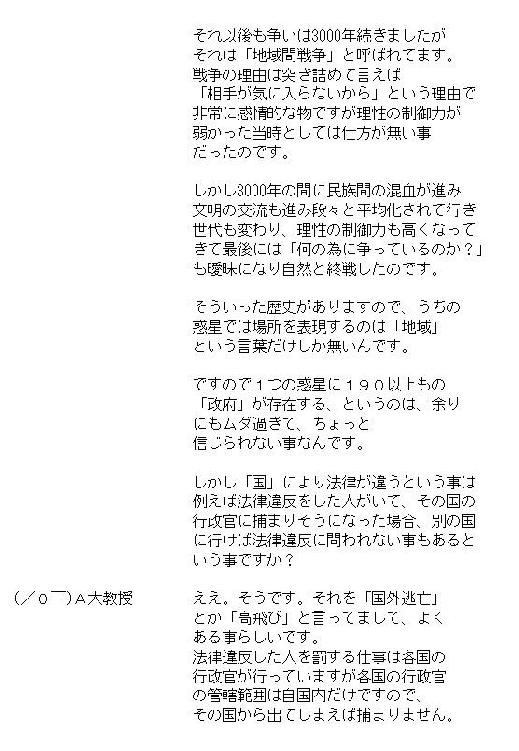 それ以後も争いは3000年続きましたが
それは「地域間戦争」と呼ばれてます。
戦争の理由は突き詰めて言えば
「相手が気に入らないから」という理由で
非常に感情的な物ですが理性の制御力が
弱かった当時としては仕方が無い事
だったのです。
しかし3000年の間に民族間の混血が進み
文明の交流も進み段々と平均化されて行き
世代も変わり、理性の制御力も高くなって
きて最後には「何の為に争っているのか？」
も曖昧になり自然と終戦したのです。
そういった歴史がありますので、うちの
惑星では場所を表現するのは「地域」
という言葉だけしか無いんです。
ですので１つの惑星に１９０以上もの
「政府」が存在する、というのは、余り
にもムダ過ぎて、ちょっと
信じられない事なんです。
しかし「国」により法律が違うという事は
例えば法律違反をした人がいて、その国の
行政官に捕まりそうになった場合、別の国
に行けば法律違反に問われない事もあると
いう事ですか？
(／０￣)Ａ大教授 ええ。そうです。それを「国外逃亡」
とか「高飛び」と言ってまして、よく
ある事らしいです。
法律違反した人を罰する仕事は各国の
行政官が行っていますが各国の行政官
の管轄範囲は自国内だけですので、
その国から出てしまえば捕まりません。